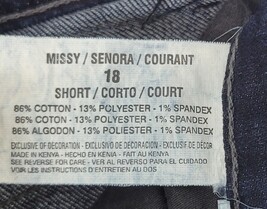 MISSY / SENORA / COURANT
18
SHORT / CORTO / COURT
86% COTTON - 13% POLYESTER - 1% SPANDEX
86% COTON - 13% POLYESTER - 1% SPANDEX
86% ALGODON - 13% POLIESTER - 1% SPANDEX
EXCLUSIVE OF DECORATION - EXCLUSIF DE DECORATION - EXCLUSIVO DE DECOR
MADE IN KENYA - HECHO EN KENIA - FAIT AU KENYA
SEE REVERSE FOR CARE - VER AL REVERSO PARA EL CUIDADO
VOIR LES INSTRUCTIONS D'ENTRETIEN AU DOS